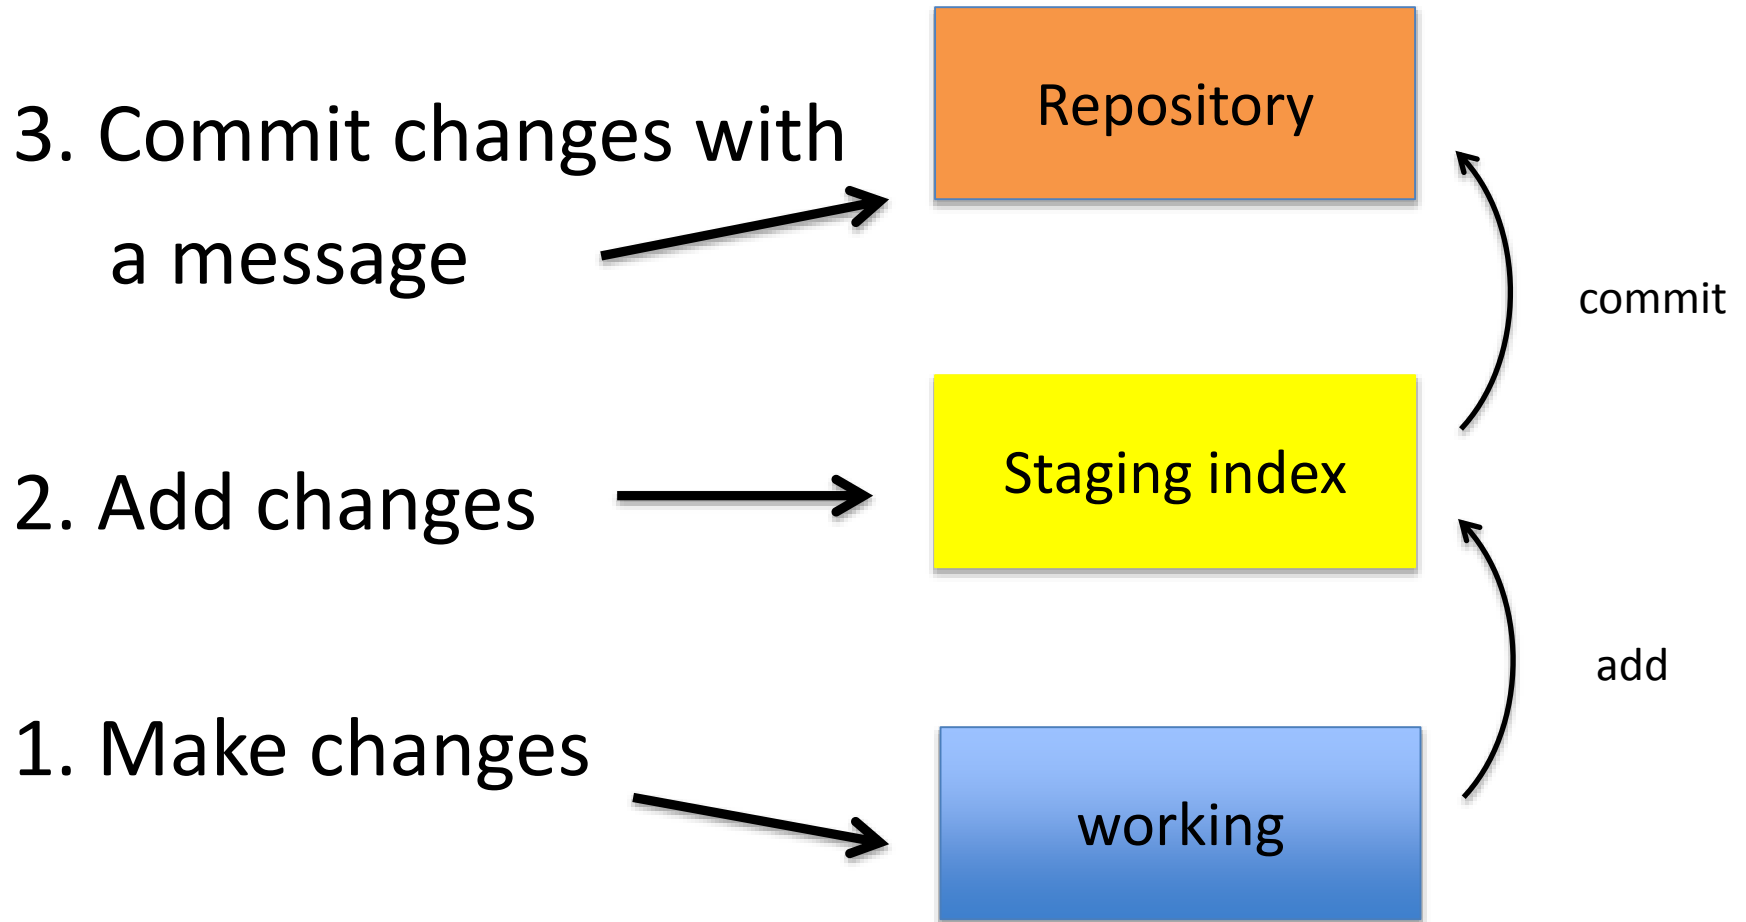 Repository
3. Commit changes with
a message
commit
Staging index
2. Add changes
add
1. Make changes
working